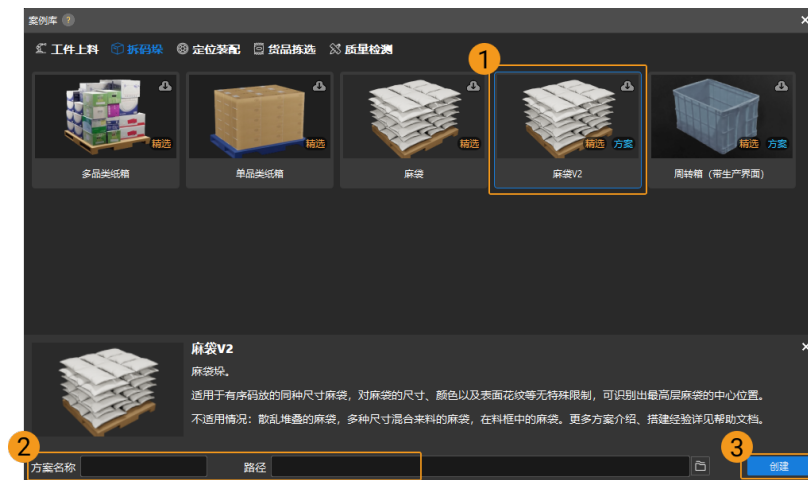 案例库 ?
工件上料 拆码垛 定位装配 货品拣选 质量检测
1
精选 精选 精选 精选 方案 精选 方案
多品类纸箱 单品类纸箱 麻袋 麻袋V2 周转箱（带生产界面）
麻袋V2
麻袋垛。
适用于有序码放的同种尺寸麻袋，对麻袋的尺寸、颜色以及表面花纹等无特殊限制，可识别出最高层麻袋的中心位置。
不适用情况：散乱堆叠的麻袋，多种尺寸混合来料的麻袋，在料框中的麻袋。更多方案介绍、搭建经验详见帮助文档。
2 3
方案名称 路径 创建